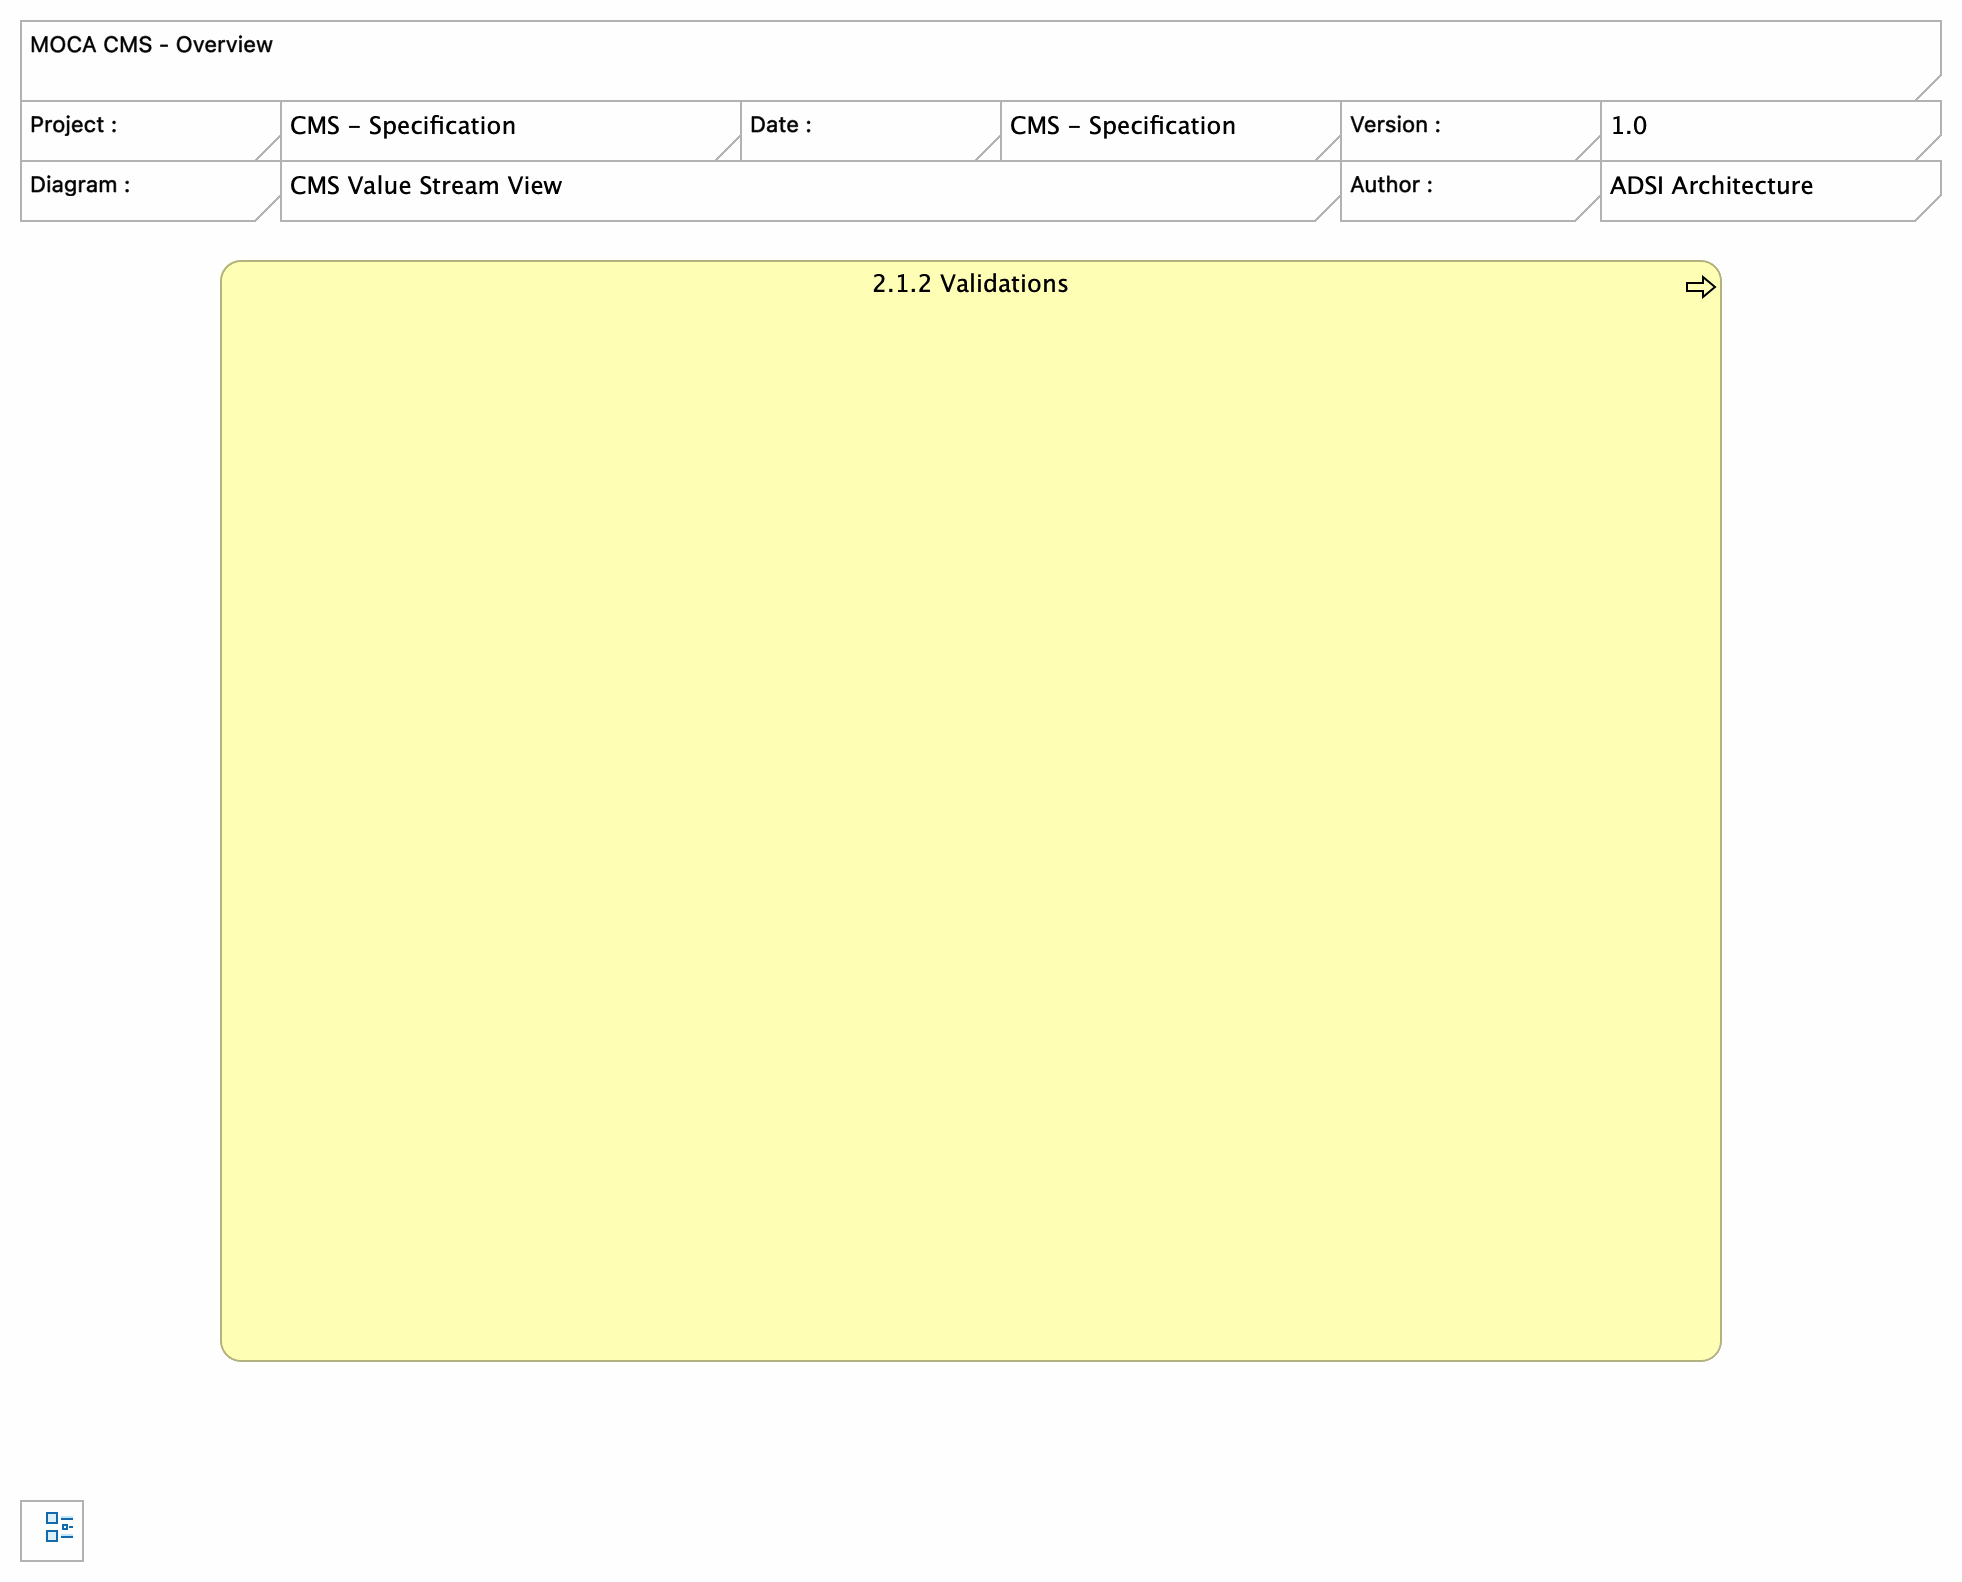 MOCA CMS - Overview
Project :
CMS – Specification
Date :
CMS – Specification
Version :
1.0
Diagram :
CMS Value Stream View
Author :
ADSI Architecture
2.1.2 Validations